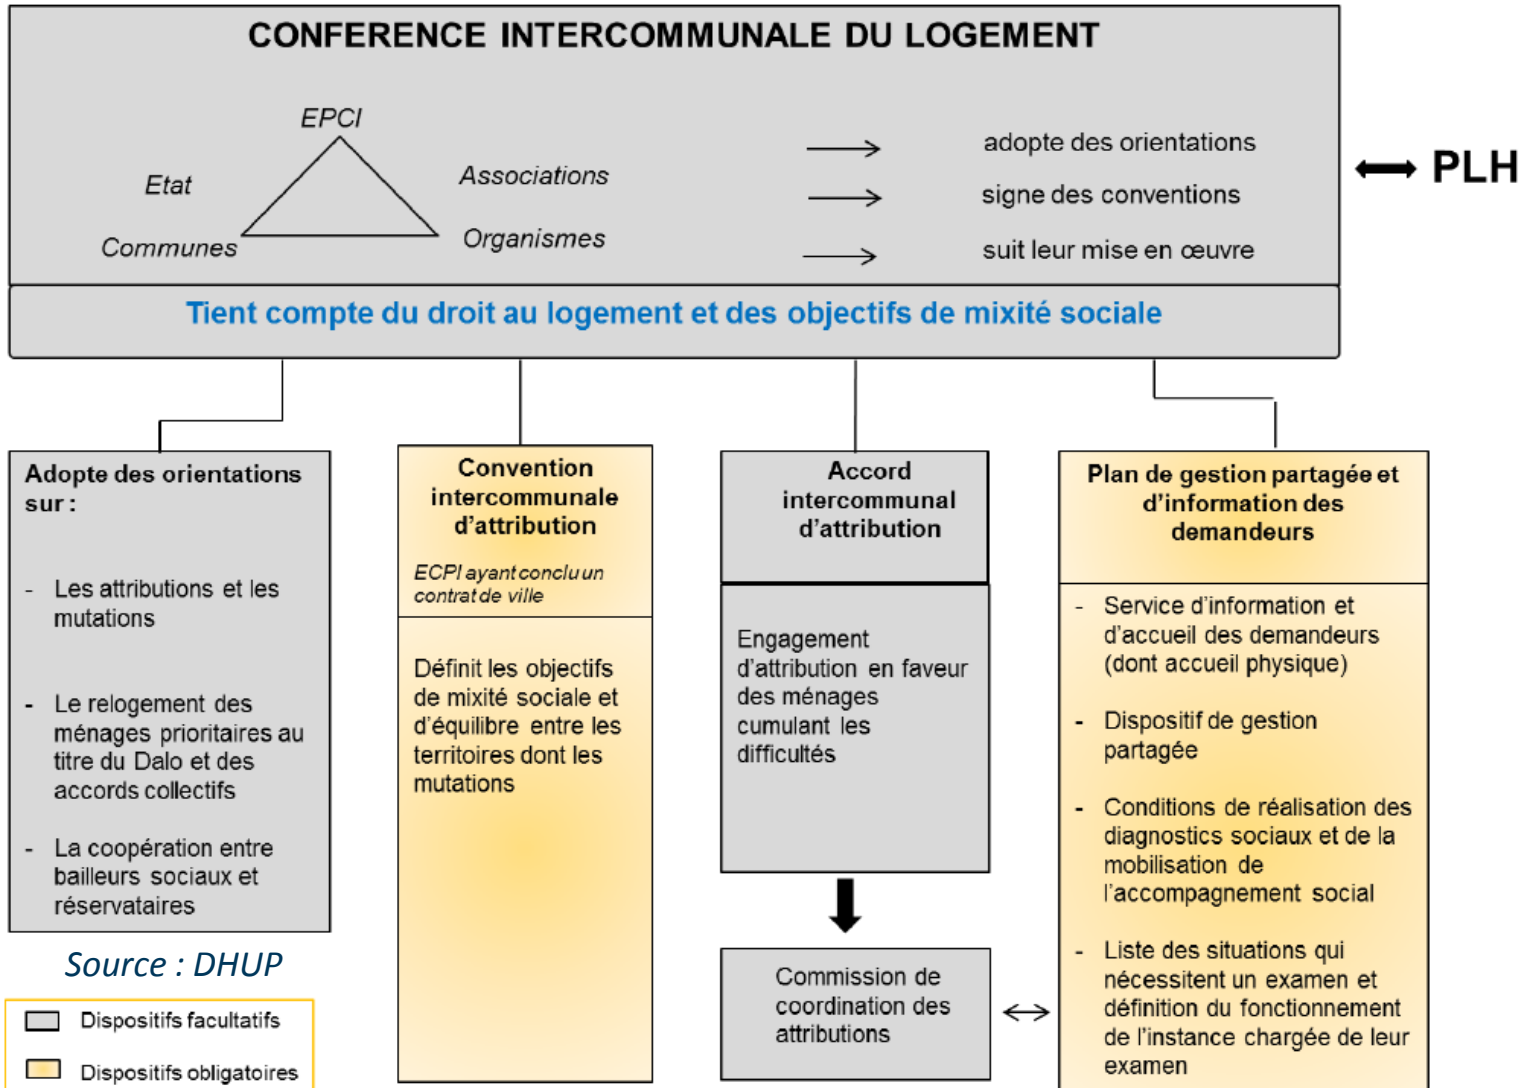 CONFERENCE INTERCOMMUNALE DU LOGEMENT
EPCI
Etat
Associations
Communes
Organismes
adopte des orientations
signe des conventions
suit leur mise en œuvre
PLH
Tient compte du droit au logement et des objectifs de mixité sociale
Adopte des orientations
sur :
- Les attributions et les
mutations
- Le relogement des
ménages prioritaires au
titre du Dalo et des
accords collectifs
- La coopération entre
bailleurs sociaux et
réservataires
Convention
intercommunale
d'attribution
ECPI ayant conclu un
contrat de ville
Définit les objectifs
de mixité sociale et
d'équilibre entre les
territoires dont les
mutations
Accord
intercommunal
d'attribution
Engagement
d'attribution en faveur
des ménages
cumulant les
difficultés
Commission de
coordination des
attributions
Plan de gestion partagée et
d'information des
demandeurs
- Service d'information et
d'accueil des demandeurs
(dont accueil physique)
- Dispositif de gestion
partagée
- Conditions de réalisation des
diagnostics sociaux et de la
mobilisation de
l'accompagnement social
- Liste des situations qui
nécessitent un examen et
définition du fonctionnement
de l'instance chargée de leur
examen
Source : DHUP
Dispositifs facultatifs
Dispositifs obligatoires